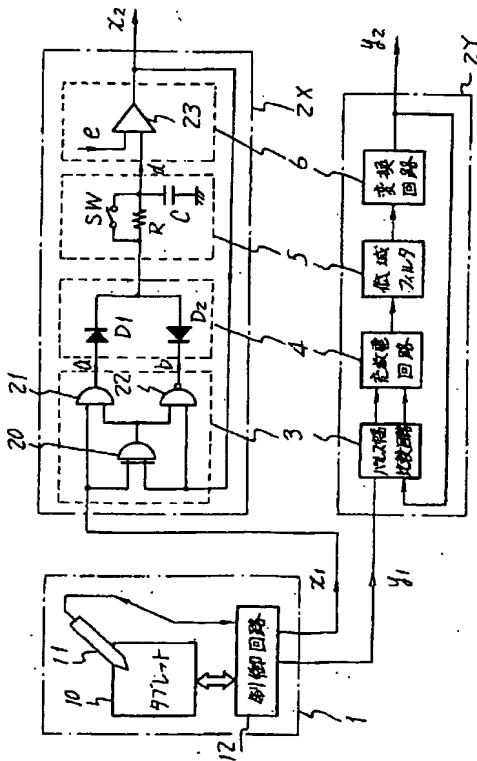 x₂
2X
e
23
6
SW
R
C
d
5
D1
D2
4
a
b
21
22
20
3
x₁
y₁
11
10
タブレット
制御回路
12
1
パルス幅
比較回路
充放電
回路
低域
フィルタ
変換
回路
y₂
2Y